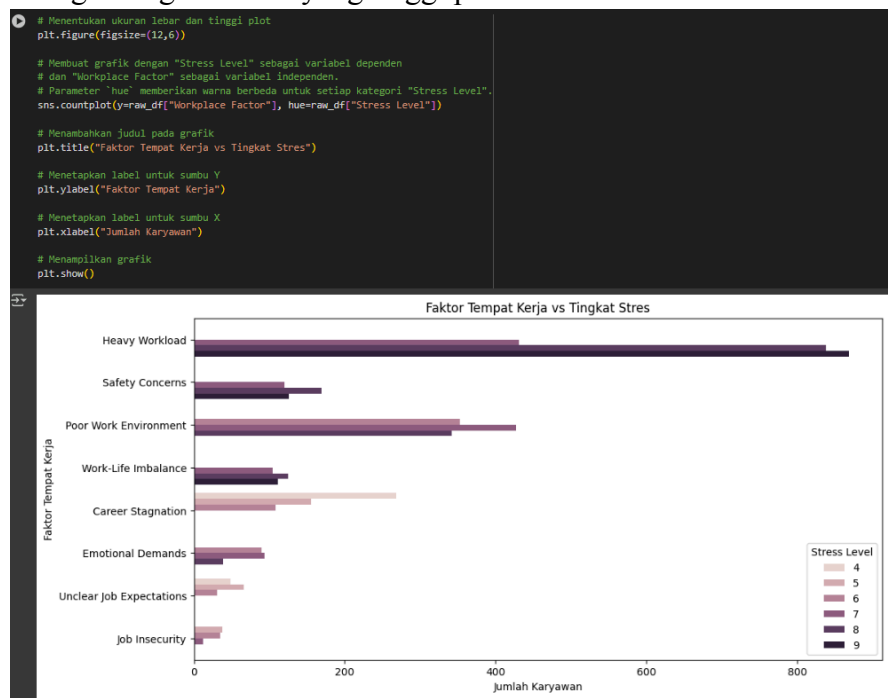 # Menentukan ukuran lebar dan tinggi plot
plt.figure(figsize=(12,6))
# Membuat grafik dengan "Stress Level" sebagai variabel dependen
# dan "Workplace Factor" sebagai variabel independen.
# Parameter `hue` memberikan warna berbeda untuk setiap kategori "Stress Level".
sns.countplot(y=raw_df["Workplace Factor"], hue=raw_df["Stress Level"])
# Menambahkan judul pada grafik
plt.title("Faktor Tempat Kerja vs Tingkat Stres")
# Menetapkan label untuk sumbu Y
plt.ylabel("Faktor Tempat Kerja")
# Menetapkan label untuk sumbu X
plt.xlabel("Jumlah Karyawan")
# Menampilkan grafik
plt.show()
Faktor Tempat Kerja vs Tingkat Stres
Faktor Tempat Kerja
Heavy Workload
Safety Concerns
Poor Work Environment
Work-Life Imbalance
Career Stagnation
Emotional Demands
Unclear Job Expectations
Job Insecurity
Stress Level
4
5
6
7
8
9
0 200 400 600 800
Jumlah Karyawan